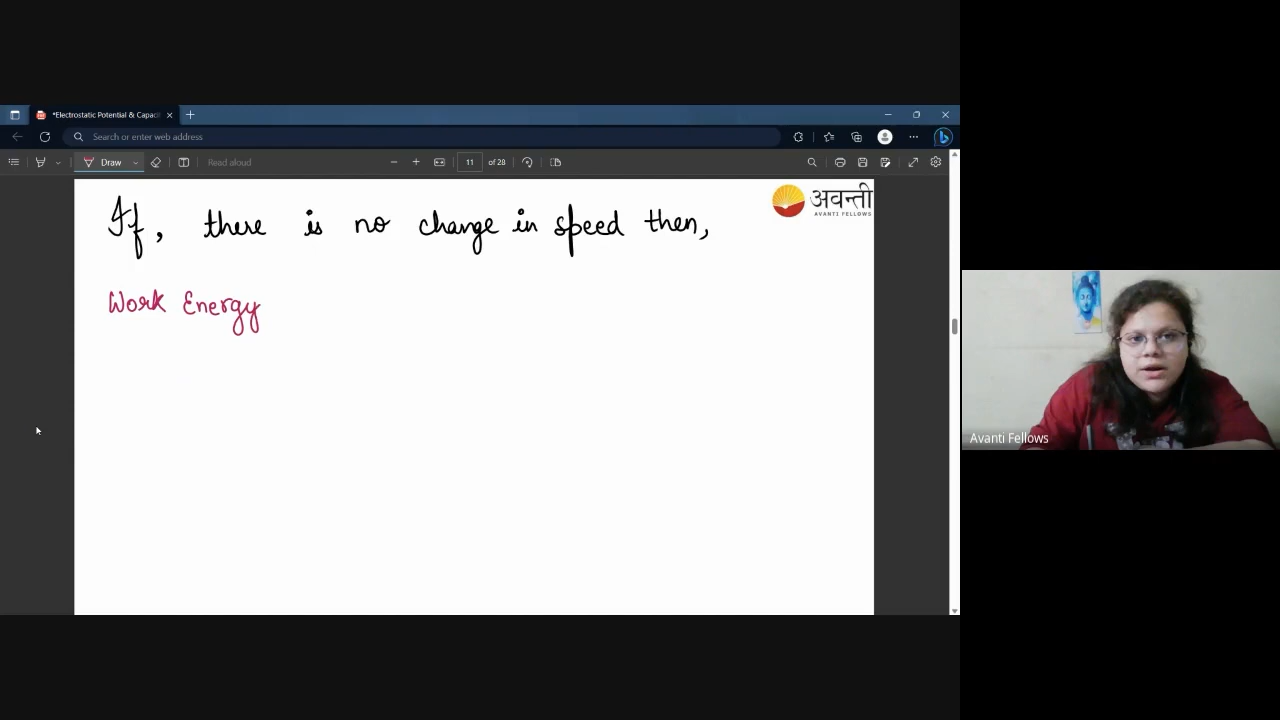 *Electrostatic Potential & Capaci
Search or enter web address
Draw
Read aloud
11 of 28
अवन्ती
AVANTI FELLOWS
If, there is no change in speed then,
Work Energy
Avanti Fellows